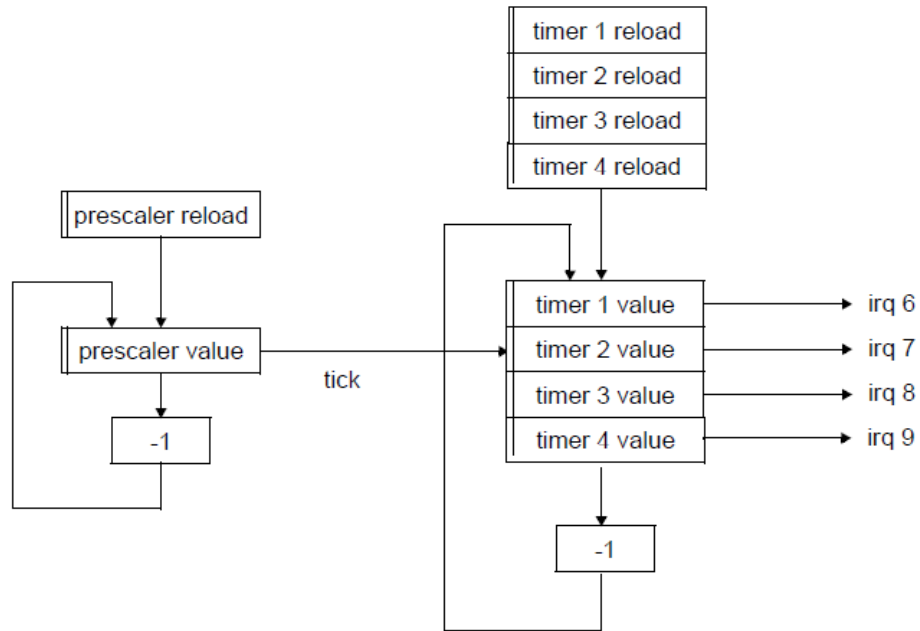 timer 1 reload
timer 2 reload
timer 3 reload
timer 4 reload
prescaler reload
prescaler value
-1
tick
timer 1 value
timer 2 value
timer 3 value
timer 4 value
-1
irq 6
irq 7
irq 8
irq 9